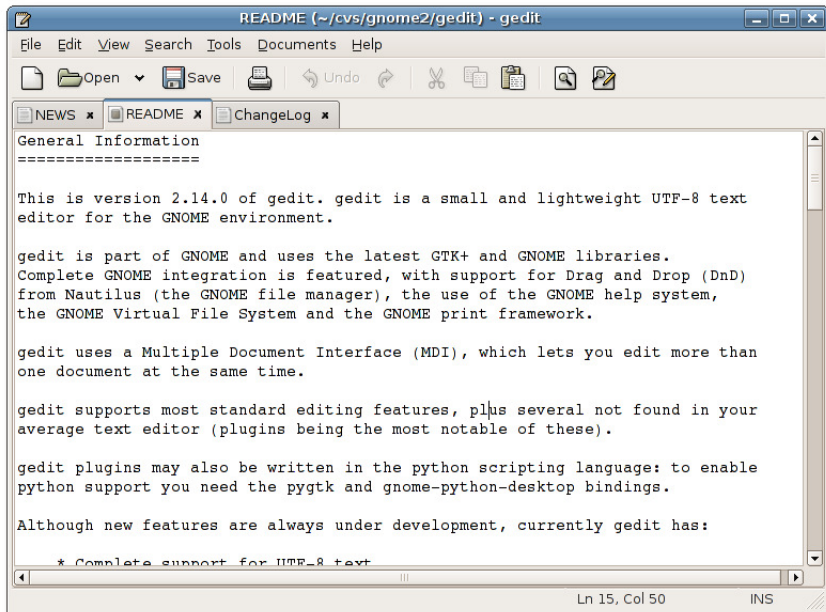 README (~/cvs/gnome2/gedit) - gedit
File Edit View Search Tools Documents Help
Open Save Undo
NEWS README ChangeLog
General Information
===================
This is version 2.14.0 of gedit. gedit is a small and lightweight UTF-8 text
editor for the GNOME environment.
gedit is part of GNOME and uses the latest GTK+ and GNOME libraries.
Complete GNOME integration is featured, with support for Drag and Drop (DnD)
from Nautilus (the GNOME file manager), the use of the GNOME help system,
the GNOME Virtual File System and the GNOME print framework.
gedit uses a Multiple Document Interface (MDI), which lets you edit more than
one document at the same time.
gedit supports most standard editing features, plus several not found in your
average text editor (plugins being the most notable of these).
gedit plugins may also be written in the python scripting language: to enable
python support you need the pygtk and gnome-python-desktop bindings.
Although new features are always under development, currently gedit has:
* Complete support for UTF-8 text
Ln 15, Col 50 INS